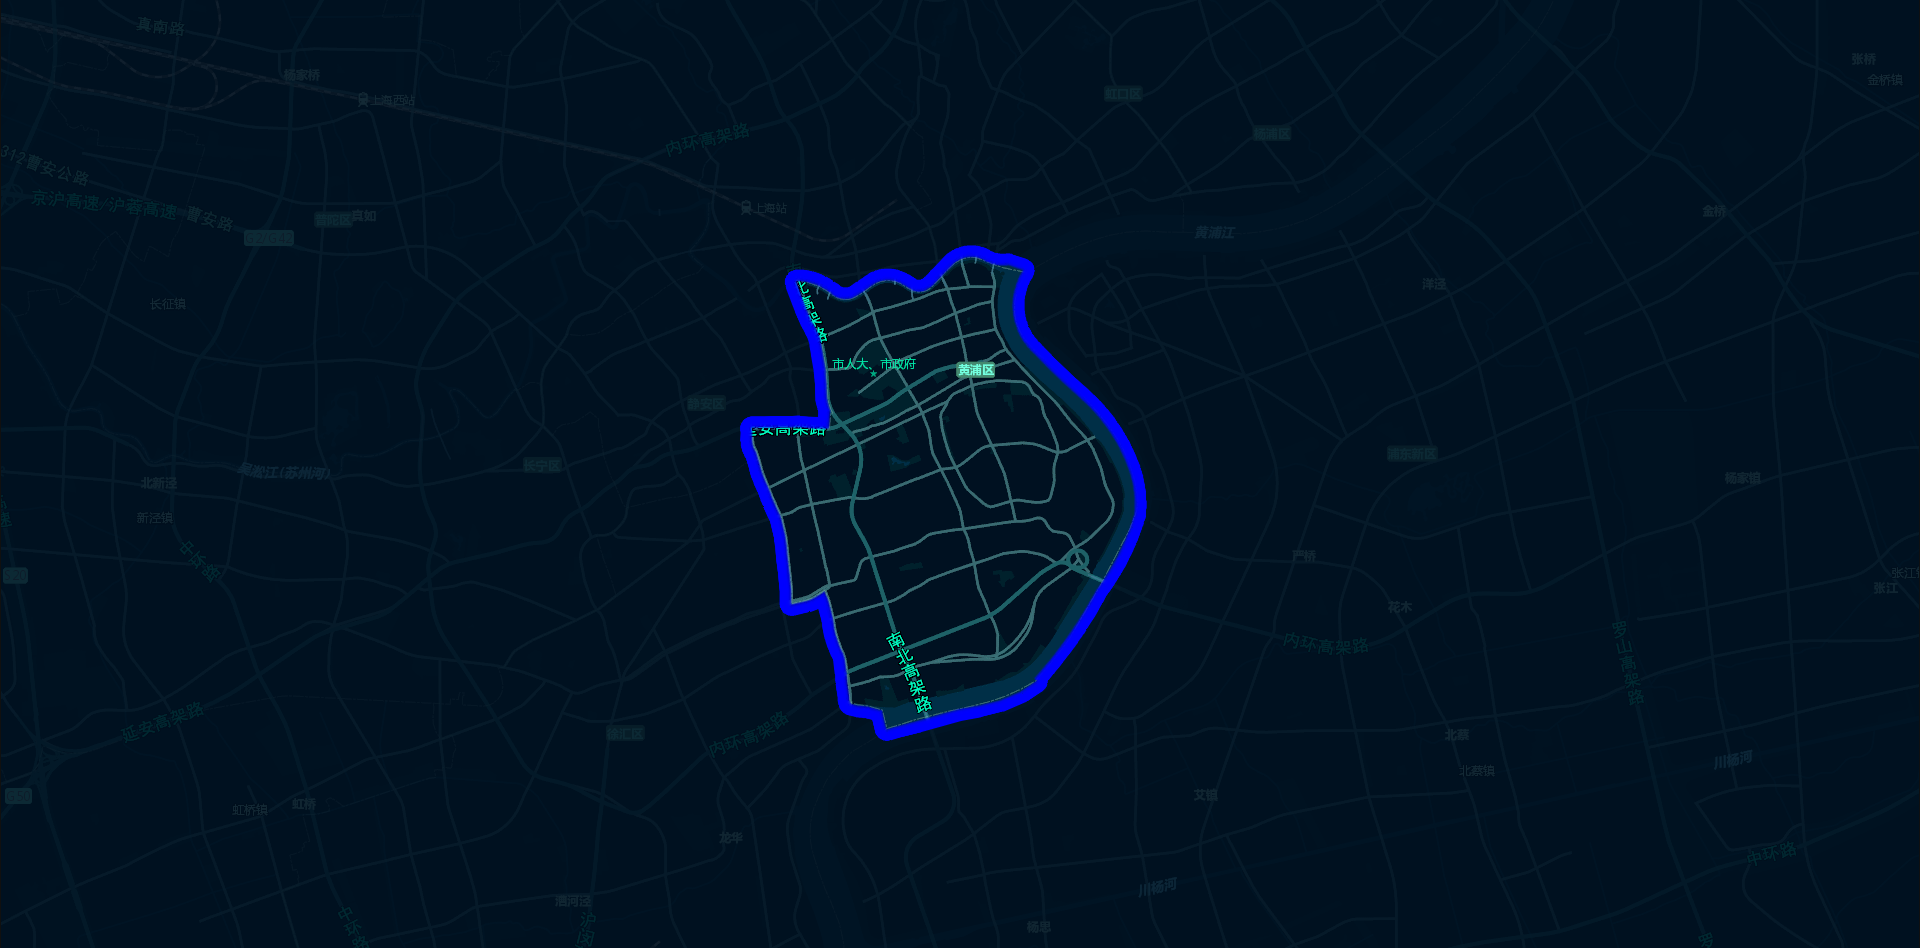 真南路
张桥
杨家桥
金桥镇
上海西站
虹口区
杨浦区
内环高架路
312曹安公路
京沪高速/沪蓉高速
曹安路
普陀区
真如
上海站
金桥
黄浦江
G2/G42
洋泾
长征镇
市人大、市政府
黄浦区
静安区
延安高架路
浦东新区
长宁区
吴淞江(苏州河)
北新泾
杨家镇
新泾镇
中环路
严桥
张江
花木
内环高架路
罗山高架路
南北高架路
延安高架路
内环高架路
徐汇区
北蔡
川杨河
北蔡镇
G50
艾镇
虹桥镇
虹桥
龙华
中环路
川杨河
漕河泾
中环路
杨思